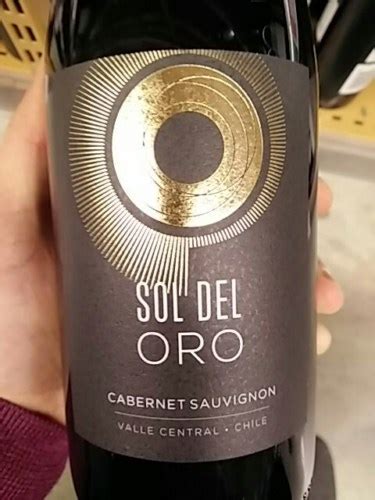 SOL DEL
ORO
CABERNET SAUVIGNON
VALLE CENTRAL • CHILE